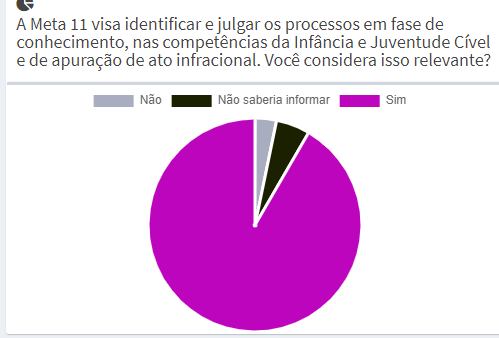 A Meta 11 visa identificar e julgar os processos em fase de
conhecimento, nas competências da Infância e Juventude Cível
e de apuração de ato infracional. Você considera isso relevante?
Não Não saberia informar Sim